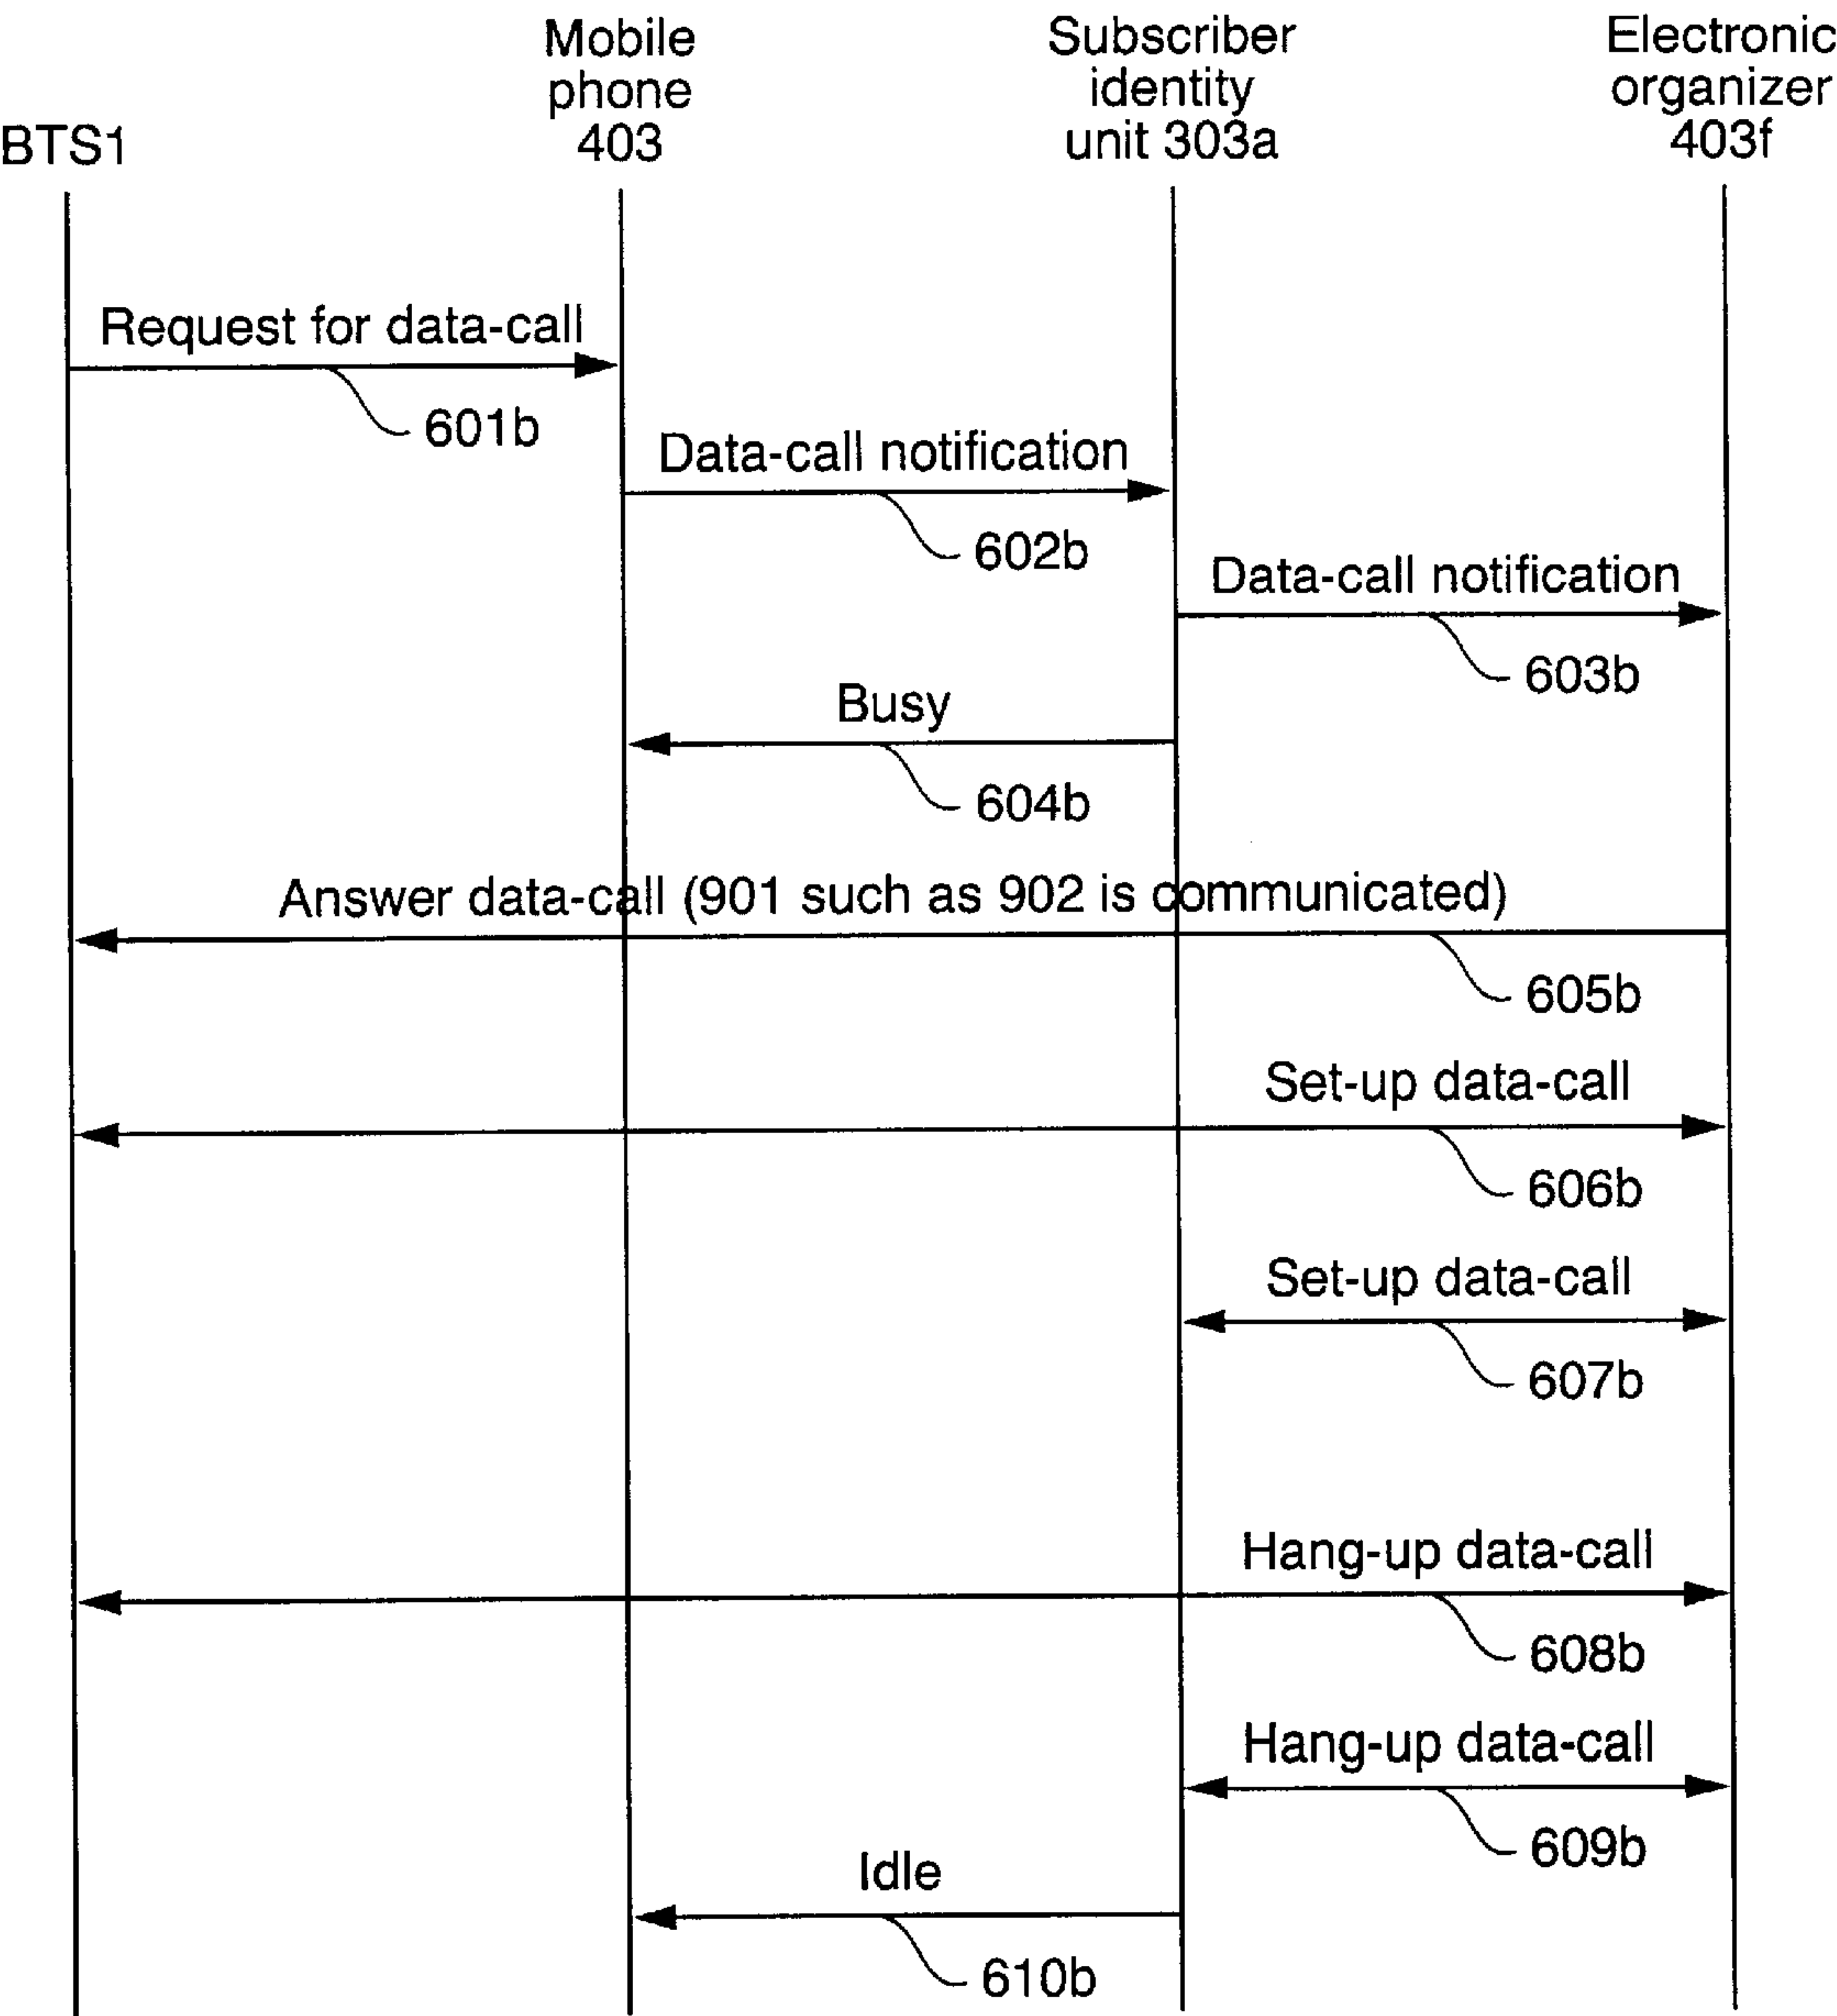 BTS1
Mobile
phone
403
Subscriber
identity
unit 303a
Electronic
organizer
403f
Request for data-call
601b
Data-call notification
602b
Data-call notification
603b
Busy
604b
Answer data-call (901 such as 902 is communicated)
605b
Set-up data-call
606b
Set-up data-call
607b
Hang-up data-call
608b
Hang-up data-call
609b
Idle
610b